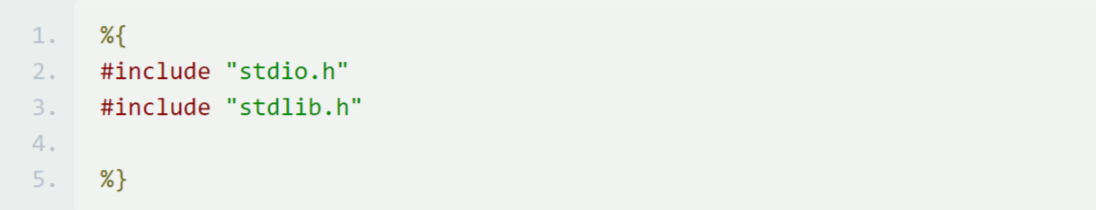 1. %{
2. #include "stdio.h"
3. #include "stdlib.h"
4.
5. %}